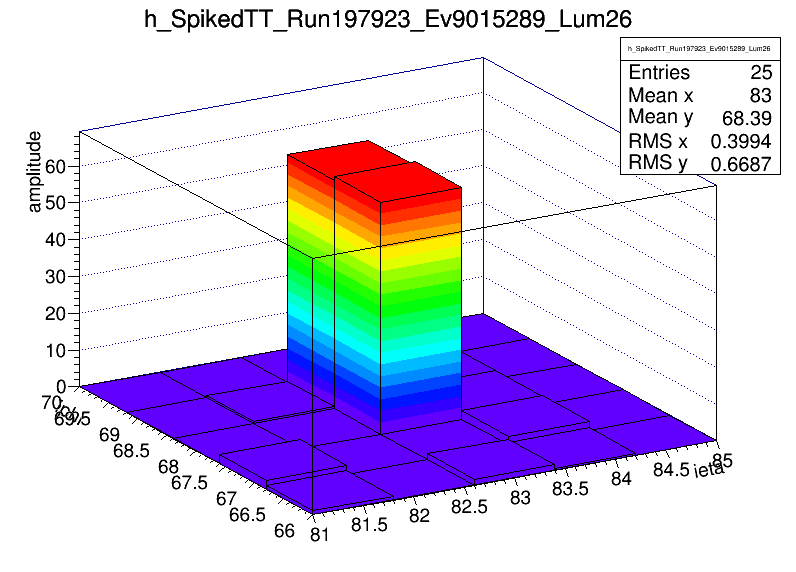 h_SpikedTT_Run197923_Ev9015289_Lum26
h_SpikedTT_Run197923_Ev9015289_Lum26
Entries 25
Mean x 83
Mean y 68.39
RMS x 0.3994
RMS y 0.6687
amplitude
60
50
40
30
20
10
0
70
69.5
69
68.5
68
67.5
67
66.5
66
81
81.5
82
82.5
83
83.5
84
84.5
85
ieta